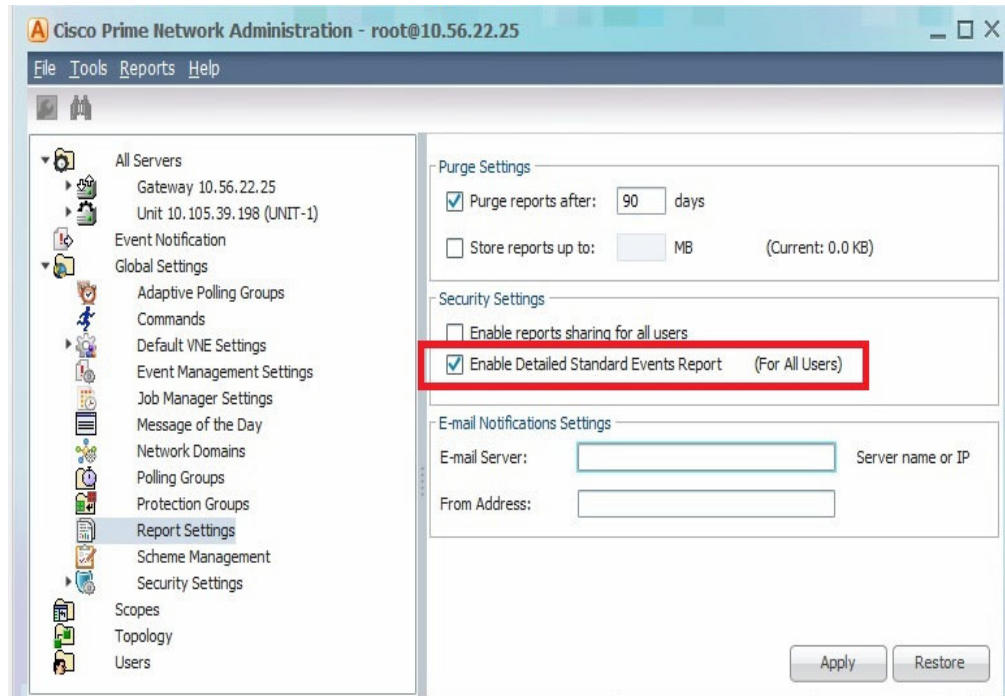 Cisco Prime Network Administration - root@10.56.22.25
File Tools Reports Help
All Servers
Gateway 10.56.22.25
Unit 10.105.39.198 (UNIT-1)
Event Notification
Global Settings
Adaptive Polling Groups
Commands
Default VNE Settings
Event Management Settings
Job Manager Settings
Message of the Day
Network Domains
Polling Groups
Protection Groups
Report Settings
Scheme Management
Security Settings
Scopes
Topology
Users
Purge Settings
Purge reports after: 90 days
Store reports up to: MB (Current: 0.0 KB)
Security Settings
Enable reports sharing for all users
Enable Detailed Standard Events Report (For All Users)
E-mail Notifications Settings
E-mail Server: Server name or IP
From Address:
Apply Restore